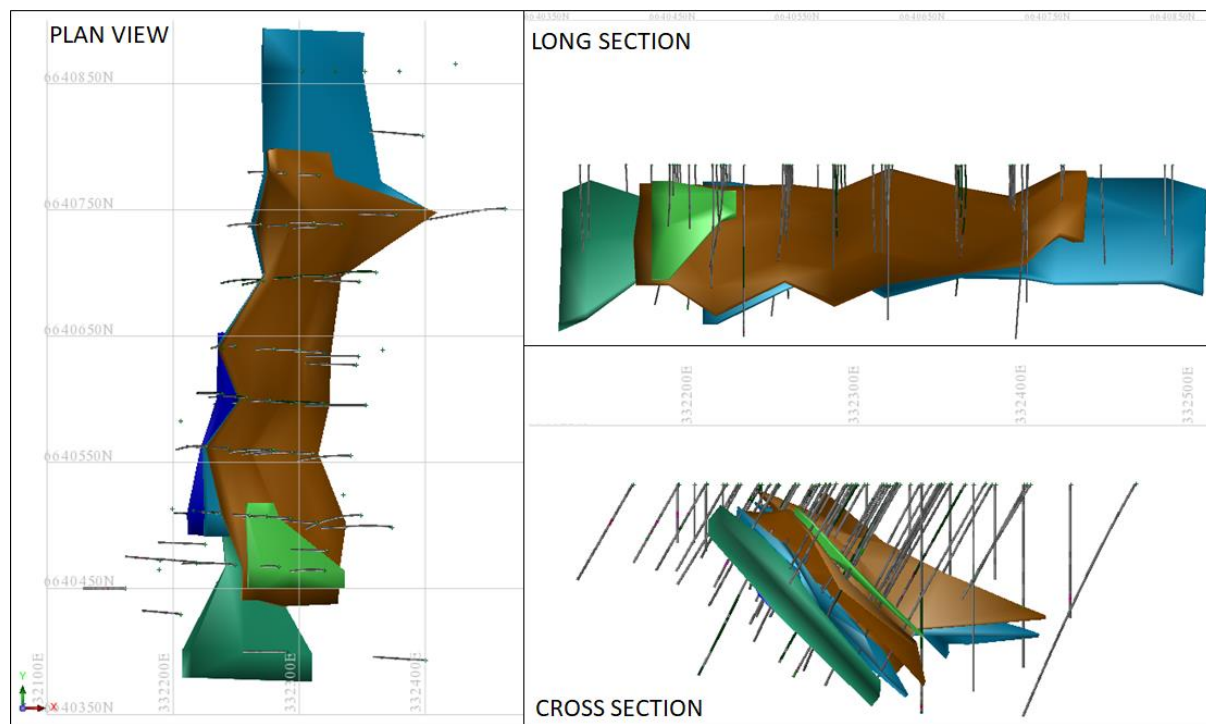 PLAN VIEW
6640850N
6640750N
6640650N
6640550N
6640450N
6640350N
332100E
332200E
332300E
332400E
Y
X
LONG SECTION
6640350N
6640450N
6640550N
6640650N
6640750N
6640850N
332200E
332300E
332400E
332500E
CROSS SECTION